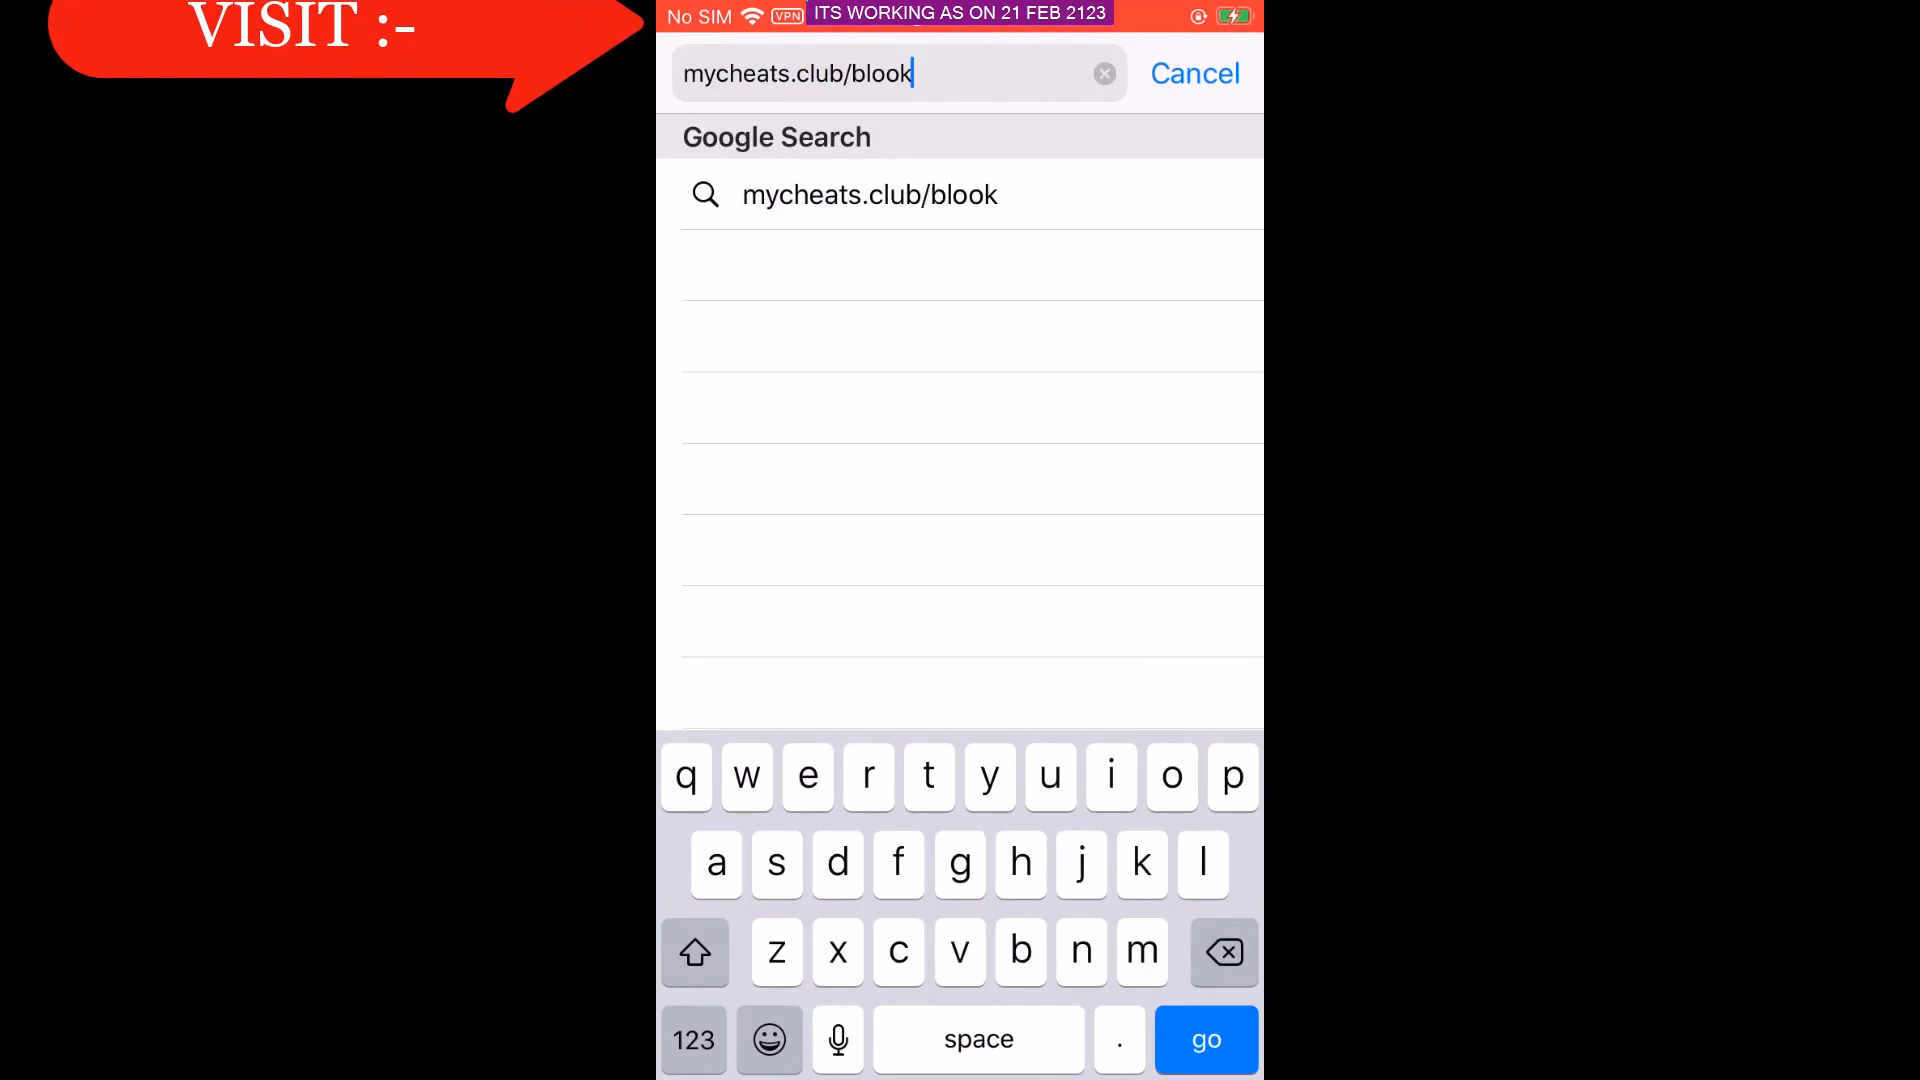 VISIT :-
No SIM VPN ITS WORKING AS ON 21 FEB 2123
mycheats.club/blook Cancel
Google Search
mycheats.club/blook
q w e r t y u i o p
a s d f g h j k l
z x c v b n m
123 space . go